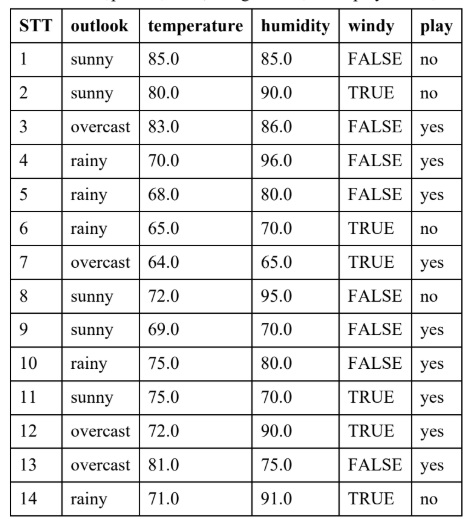 STT outlook temperature humidity windy play
1 sunny 85.0 85.0 FALSE no
2 sunny 80.0 90.0 TRUE no
3 overcast 83.0 86.0 FALSE yes
4 rainy 70.0 96.0 FALSE yes
5 rainy 68.0 80.0 FALSE yes
6 rainy 65.0 70.0 TRUE no
7 overcast 64.0 65.0 TRUE yes
8 sunny 72.0 95.0 FALSE no
9 sunny 69.0 70.0 FALSE yes
10 rainy 75.0 80.0 FALSE yes
11 sunny 75.0 70.0 TRUE yes
12 overcast 72.0 90.0 TRUE yes
13 overcast 81.0 75.0 FALSE yes
14 rainy 71.0 91.0 TRUE no